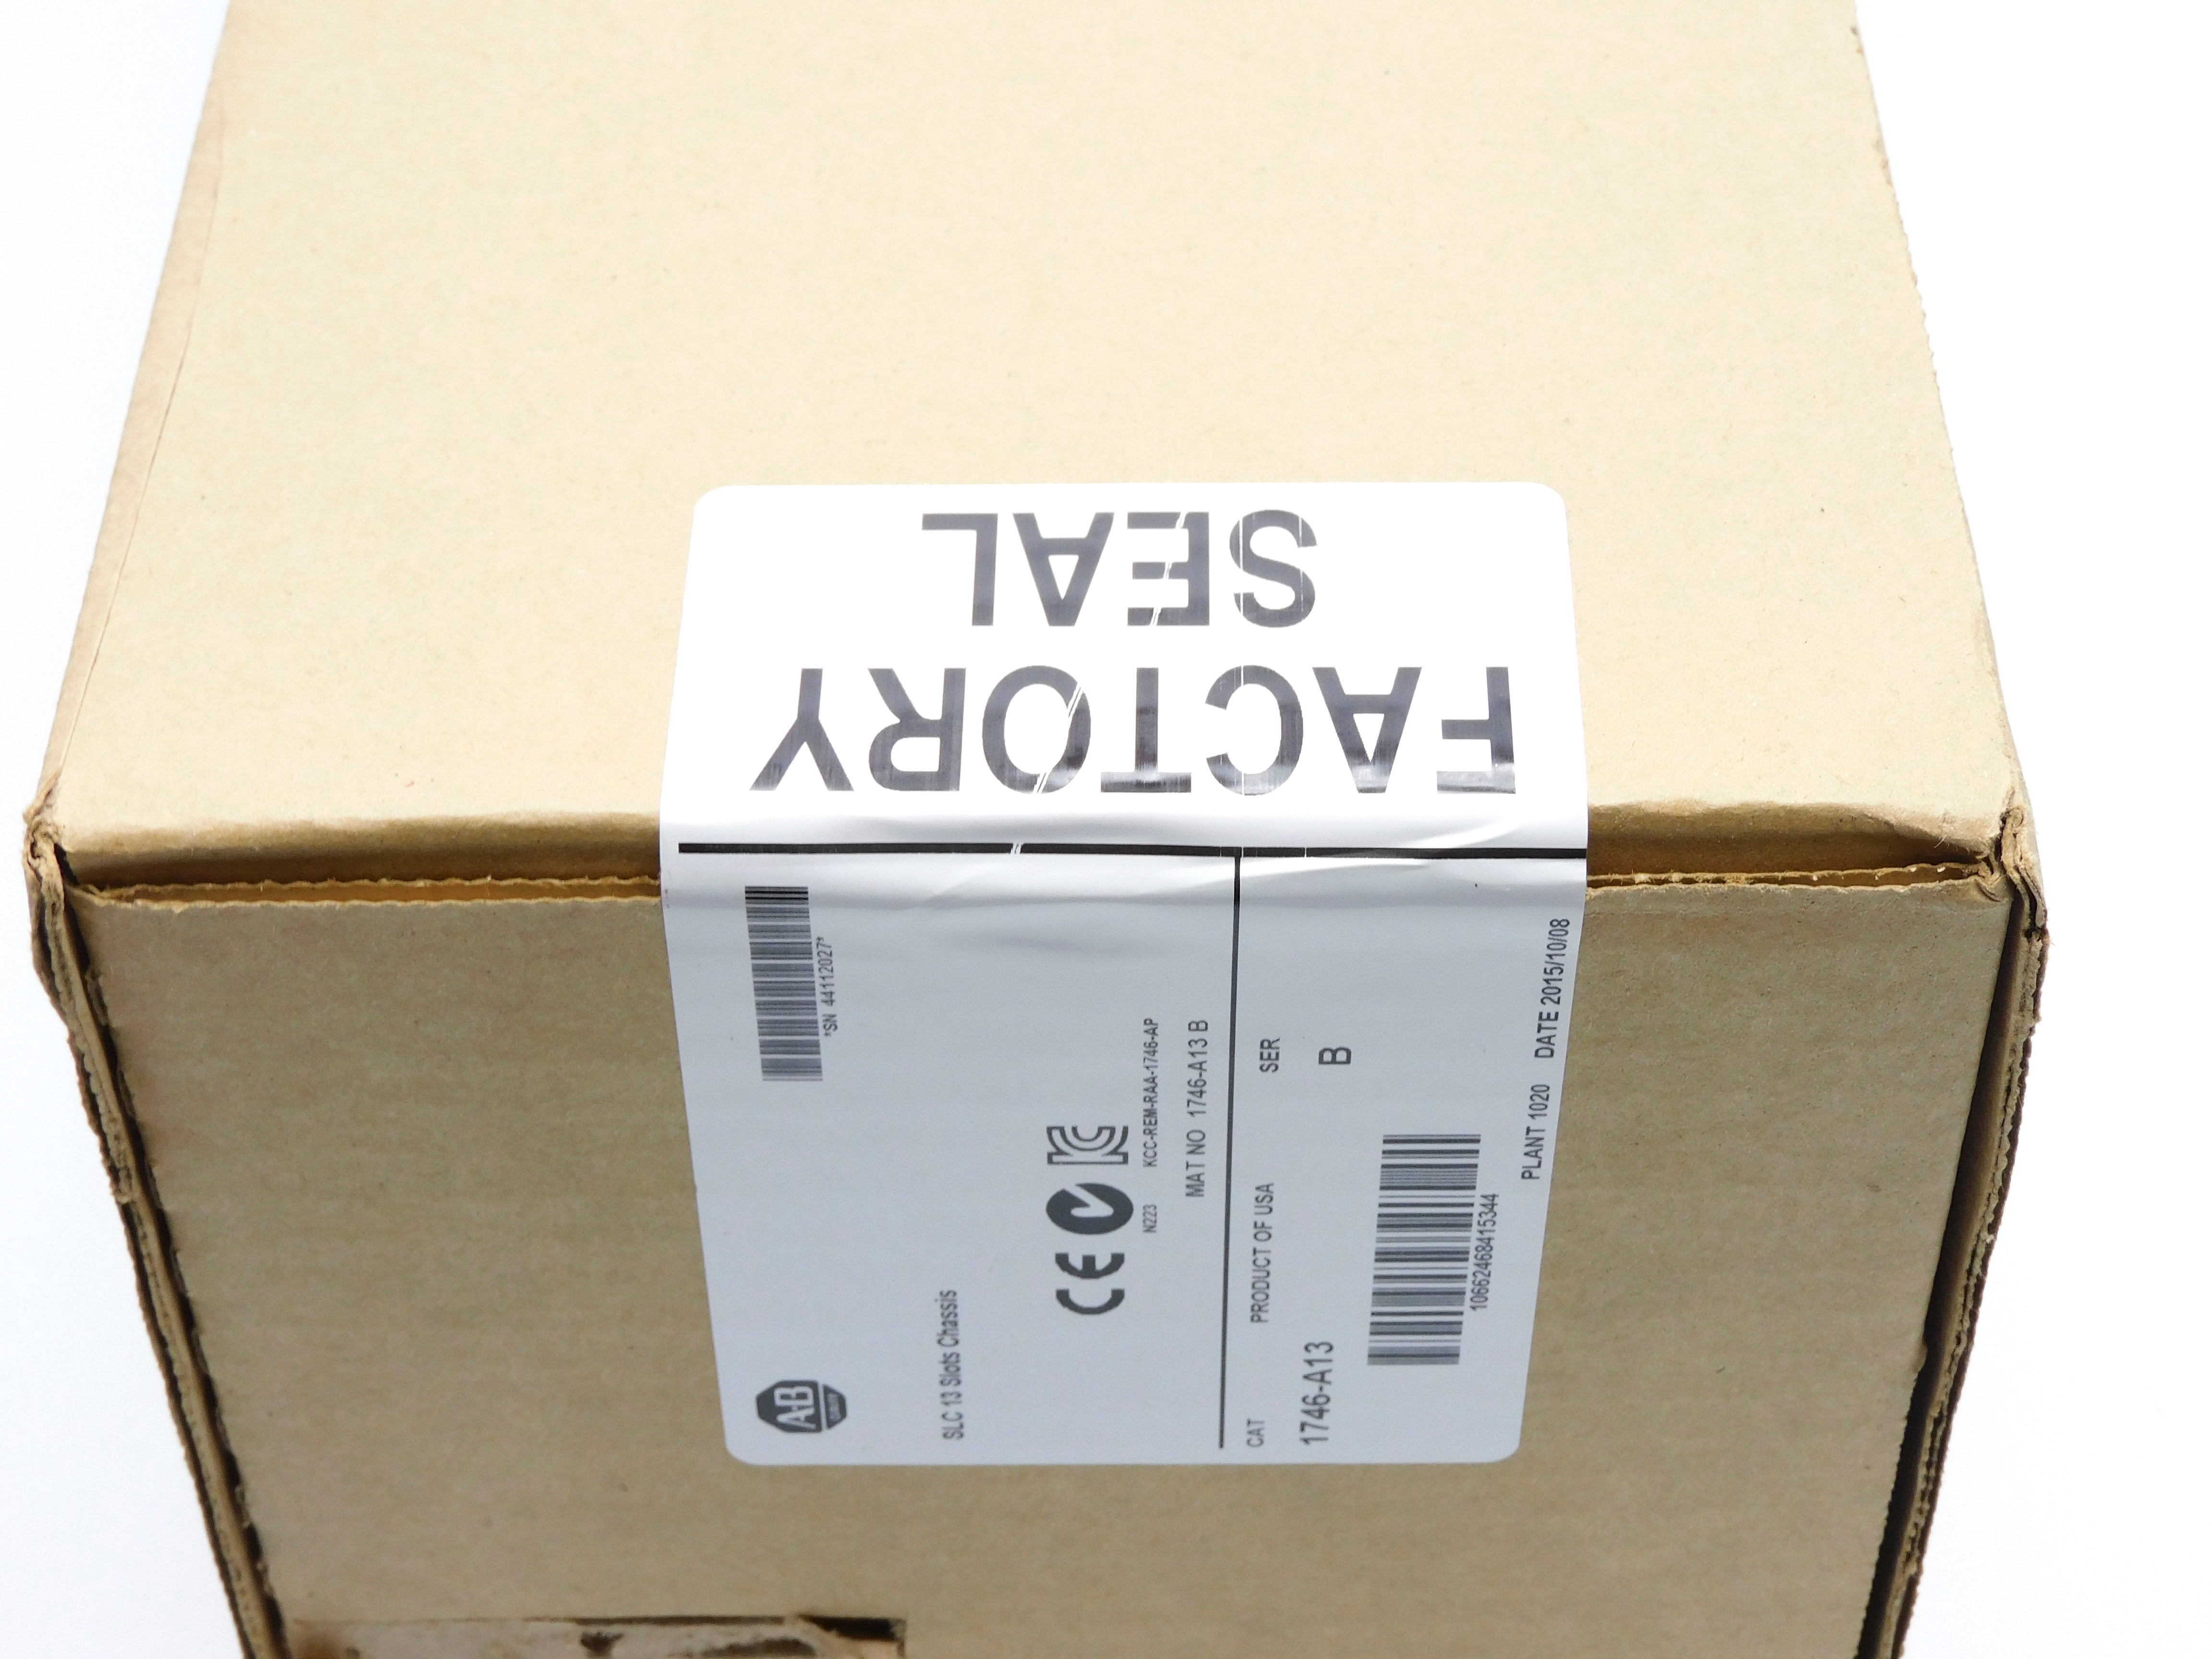 FACTORY
SEAL
*SN 44112027*
A-B
SLC 13 Slots Chassis
CE
N223
KCC-REM-RAA-1746-AP
MAT NO 1746-A13 B
CAT
PRODUCT OF USA
SER
1746-A13
B
10662468415344
PLANT 1020
DATE 2015/10/08